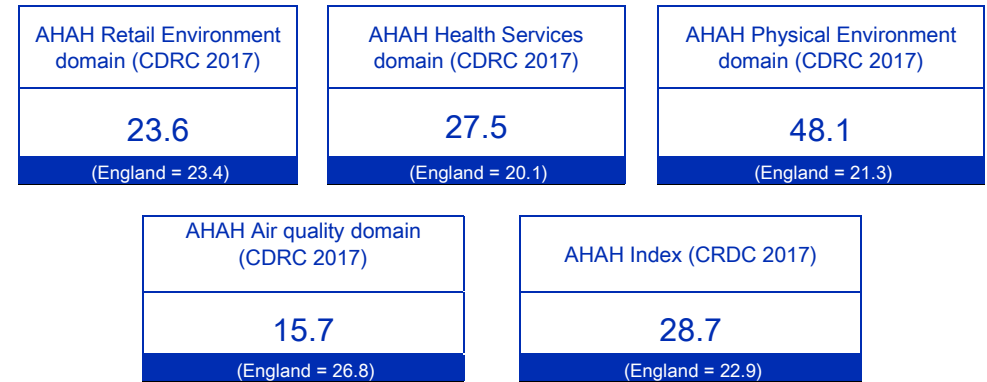 AHAH Retail Environment
domain (CDRC 2017)
23.6
(England = 23.4)
AHAH Health Services
domain (CDRC 2017)
27.5
(England = 20.1)
AHAH Physical Environment
domain (CDRC 2017)
48.1
(England = 21.3)
AHAH Air quality domain
(CDRC 2017)
15.7
(England = 26.8)
AHAH Index (CRDC 2017)
28.7
(England = 22.9)